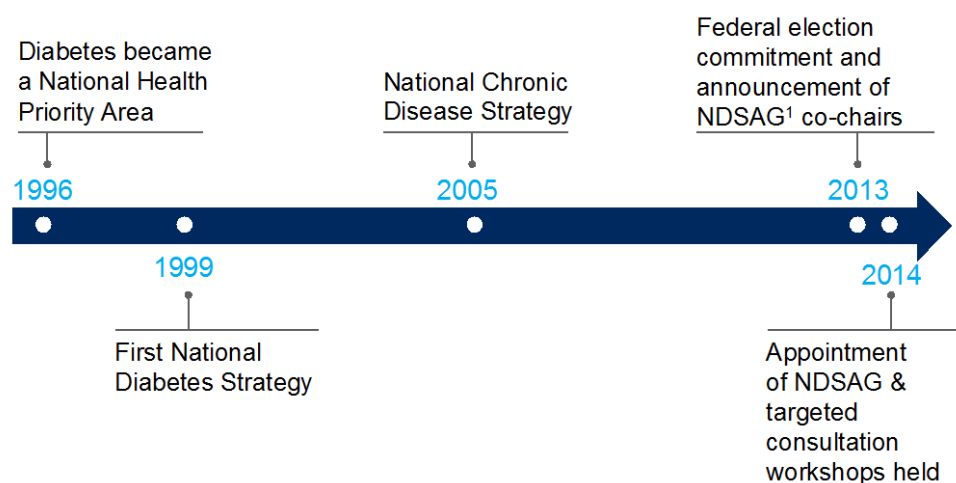 Diabetes became
a National Health
Priority Area
1996
First National
Diabetes Strategy
1999
National Chronic
Disease Strategy
2005
Federal election
commitment and
announcement of
NDSAG¹ co-chairs
2013
2014
Appointment
of NDSAG &
targeted
consultation
workshops held